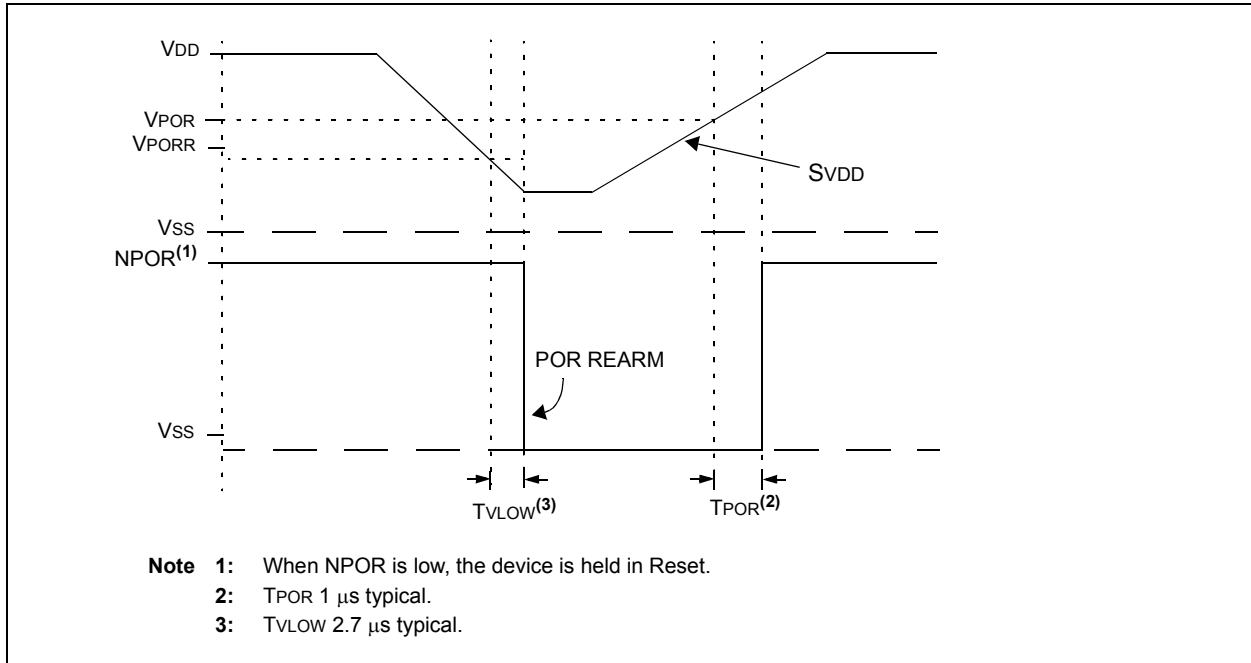 VDD
VPOR
VPORR
SVDD
VSS
NPOR(1)
POR REARM
VSS
TVLOW(3)
TPOR(2)
Note 1: When NPOR is low, the device is held in Reset.
2: TPOR 1 μs typical.
3: TVLOW 2.7 μs typical.